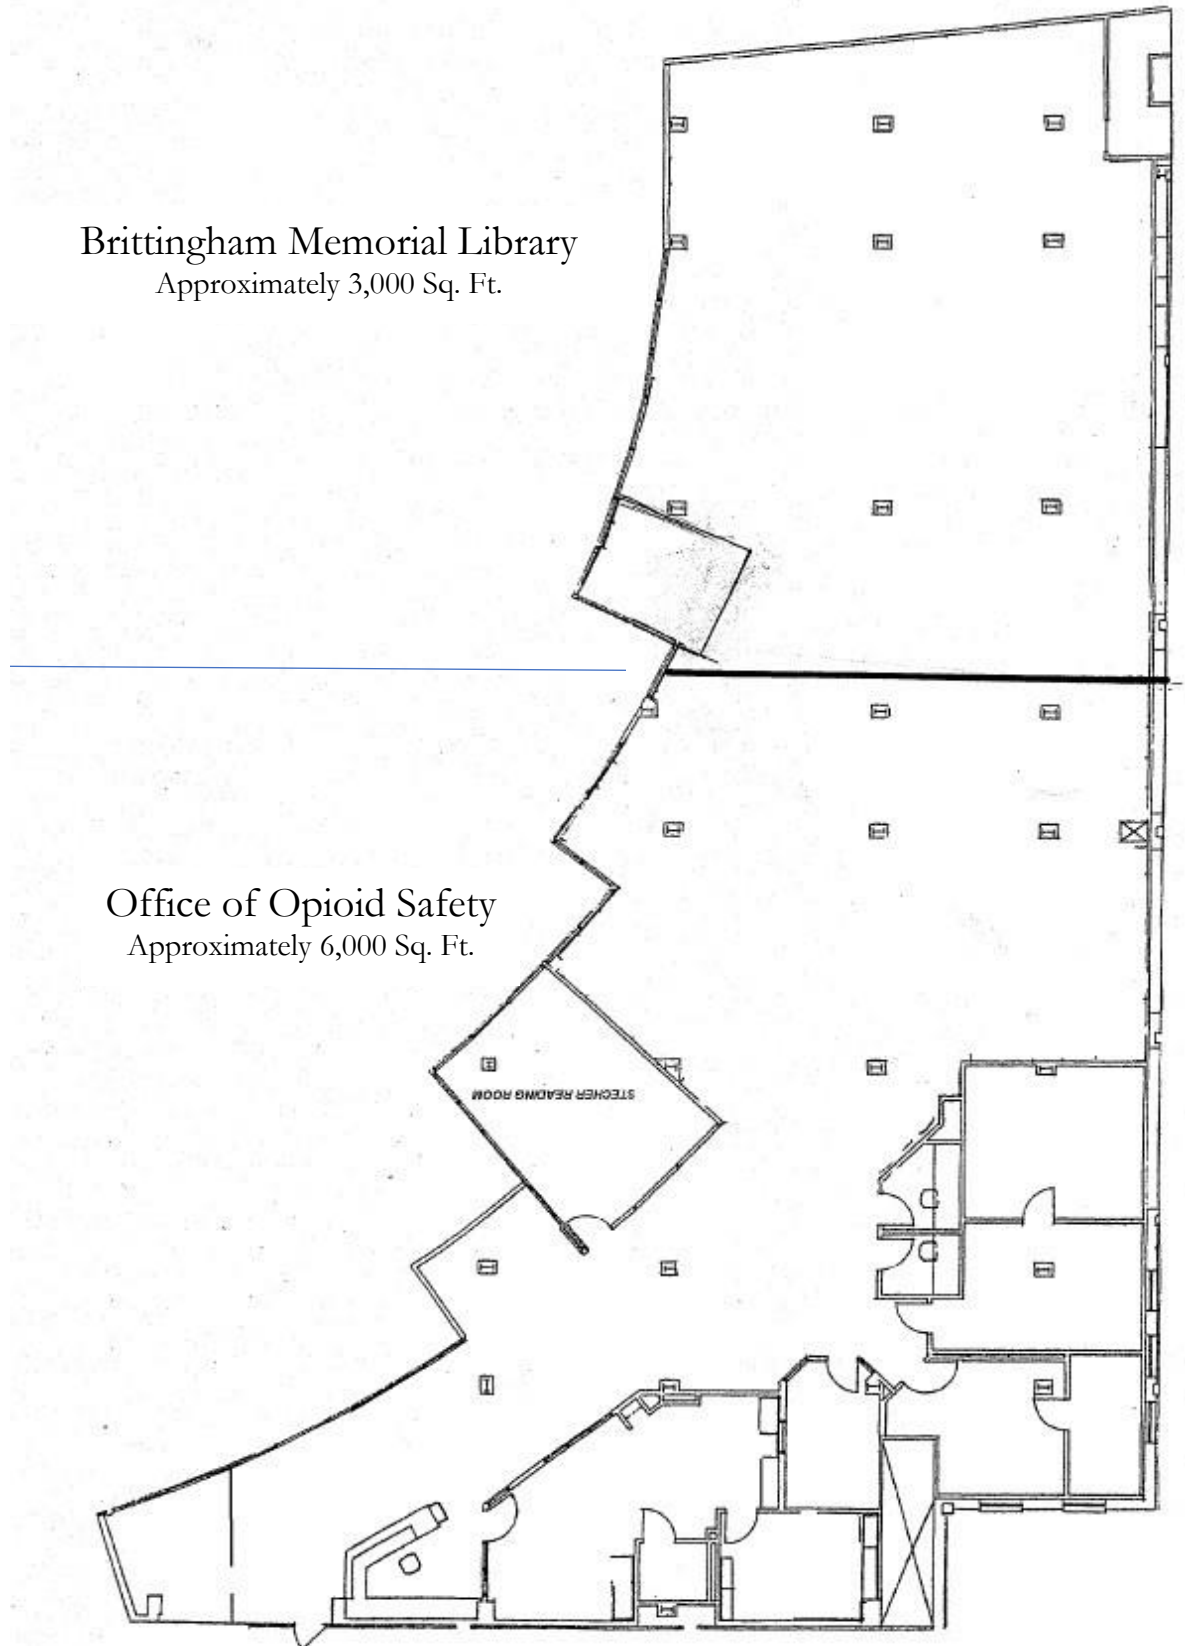 Brittingham Memorial Library
Approximately 3,000 Sq. Ft.
Office of Opioid Safety
Approximately 6,000 Sq. Ft.
STECHER READING ROOM